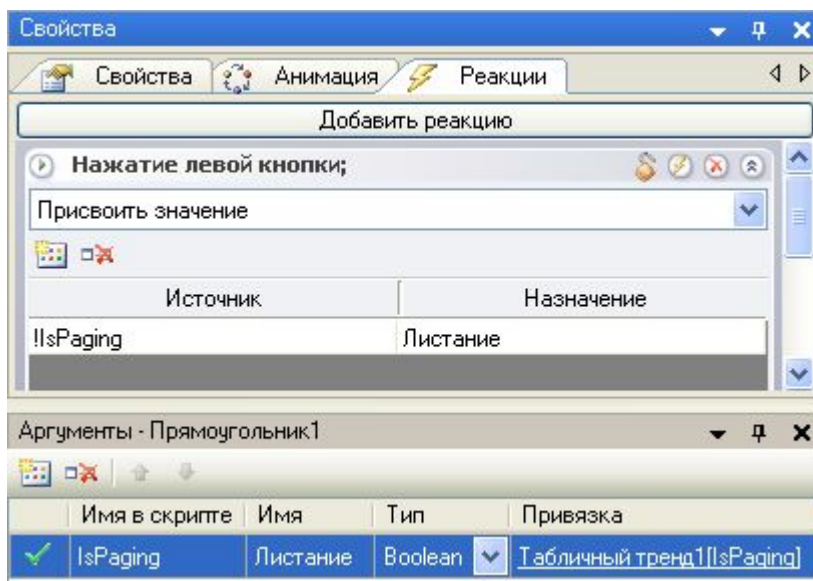 Свойства
Свойства Анимация Реакции
Добавить реакцию
Нажатие левой кнопки;
Присвоить значение
Источник Назначение
!IsPaging Листание
Аргументы - Прямоугольник1
Имя в скрипте Имя Тип Привязка
IsPaging Листание Boolean Табличный тренд1[IsPaging]